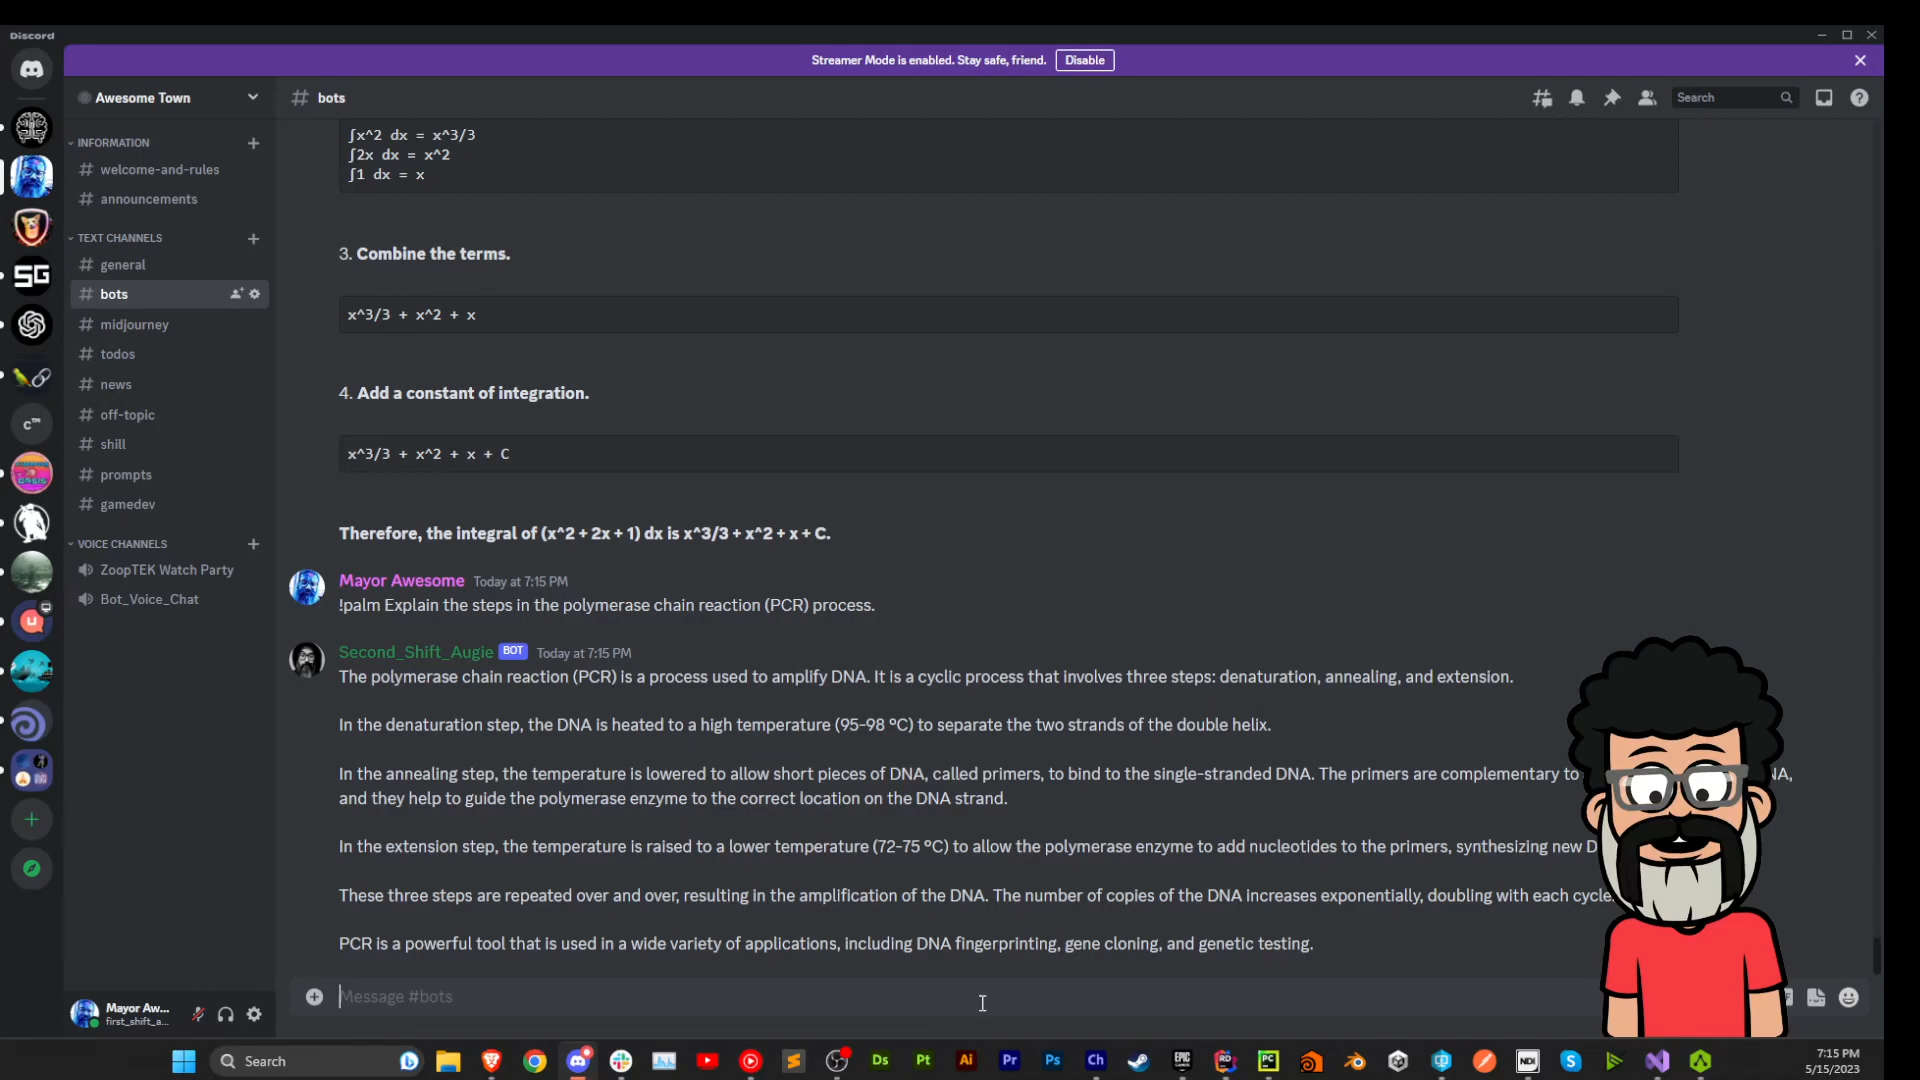 Discord
Streamer Mode is enabled. Stay safe, friend. Disable
Awesome Town
bots
Search
INFORMATION
welcome-and-rules
announcements
TEXT CHANNELS
general
bots
midjourney
todos
news
off-topic
shill
prompts
gamedev
VOICE CHANNELS
ZoopTEK Watch Party
Bot_Voice_Chat
SG
c™
∫x^2 dx = x^3/3
∫2x dx = x^2
∫1 dx = x
3. Combine the terms.
x^3/3 + x^2 + x
4. Add a constant of integration.
x^3/3 + x^2 + x + C
Therefore, the integral of (x^2 + 2x + 1) dx is x^3/3 + x^2 + x + C.
Mayor Awesome Today at 7:15 PM
!palm Explain the steps in the polymerase chain reaction (PCR) process.
Second_Shift_Augie BOT Today at 7:15 PM
The polymerase chain reaction (PCR) is a process used to amplify DNA. It is a cyclic process that involves three steps: denaturation, annealing, and extension.
In the denaturation step, the DNA is heated to a high temperature (95-98 °C) to separate the two strands of the double helix.
In the annealing step, the temperature is lowered to allow short pieces of DNA, called primers, to bind to the single-stranded DNA. The primers are complementary to
and they help to guide the polymerase enzyme to the correct location on the DNA strand.
In the extension step, the temperature is raised to a lower temperature (72-75 °C) to allow the polymerase enzyme to add nucleotides to the primers, synthesizing new
These three steps are repeated over and over, resulting in the amplification of the DNA. The number of copies of the DNA increases exponentially, doubling with each cycle
PCR is a powerful tool that is used in a wide variety of applications, including DNA fingerprinting, gene cloning, and genetic testing.
Message #bots
Mayor Aw...
first_shift_a...
Search
Ds
Pt
Ai
Pr
Ps
Ch
EPIC
RD
PC
NDI
7:15 PM
5/15/2023